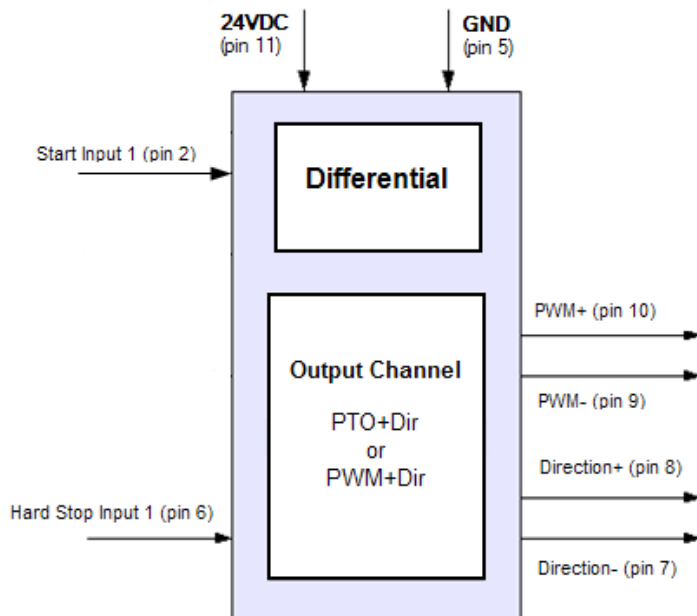 24VDC
(pin 11)
GND
(pin 5)
Start Input 1 (pin 2)
Differential
PWM+ (pin 10)
Output Channel
PTO+Dir
or
PWM+Dir
PWM- (pin 9)
Direction+ (pin 8)
Hard Stop Input 1 (pin 6)
Direction- (pin 7)